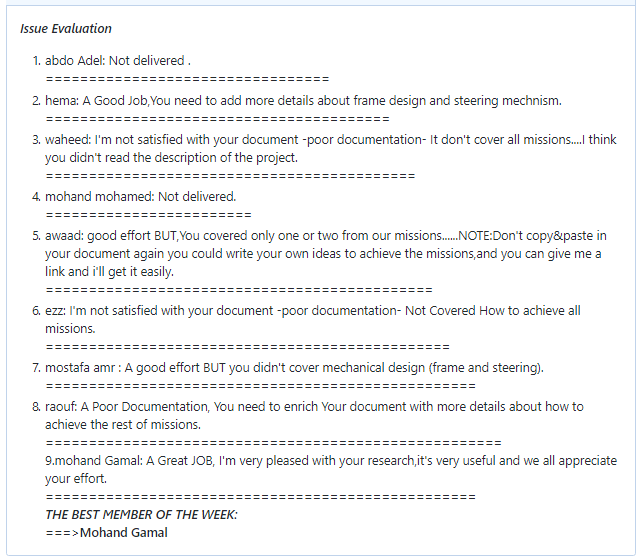 Issue Evaluation
1. abdo Adel: Not delivered .
=================================
2. hema: A Good Job,You need to add more details about frame design and steering mechnism.
========================================
3. waheed: I'm not satisfied with your document -poor documentation- It don't cover all missions....I think
you didn't read the description of the project.
===========================================
4. mohand mohamed: Not delivered.
========================
5. awaad: good effort BUT,You covered only one or two from our missions......NOTE:Don't copy&paste in
your document again you could write your own ideas to achieve the missions,and you can give me a
link and i'll get it easily.
=============================================
6. ezz: I'm not satisfied with your document -poor documentation- Not Covered How to achieve all
missions.
===============================================
7. mostafa amr : A good effort BUT you didn't cover mechanical design (frame and steering).
==================================================
8. raouf: A Poor Documentation, You need to enrich Your document with more details about how to
achieve the rest of missions.
=====================================================
9.mohand Gamal: A Great JOB, I'm very pleased with your research,it's very useful and we all appreciate
your effort.
==================================================
THE BEST MEMBER OF THE WEEK:
===>Mohand Gamal